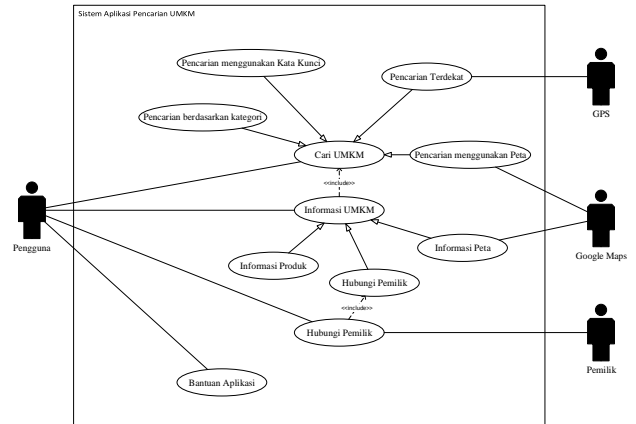 Sistem Aplikasi Pencarian UMKM
Pencarian menggunakan Kata Kunci
Pencarian Terdekat
GPS
Pencarian berdasarkan kategori
Cari UMKM
Pencarian menggunakan Peta
<<include>>
Informasi UMKM
Pengguna
Informasi Peta
Google Maps
Informasi Produk
Hubungi Pemilik
<<include>>
Hubungi Pemilik
Pemilik
Bantuan Aplikasi